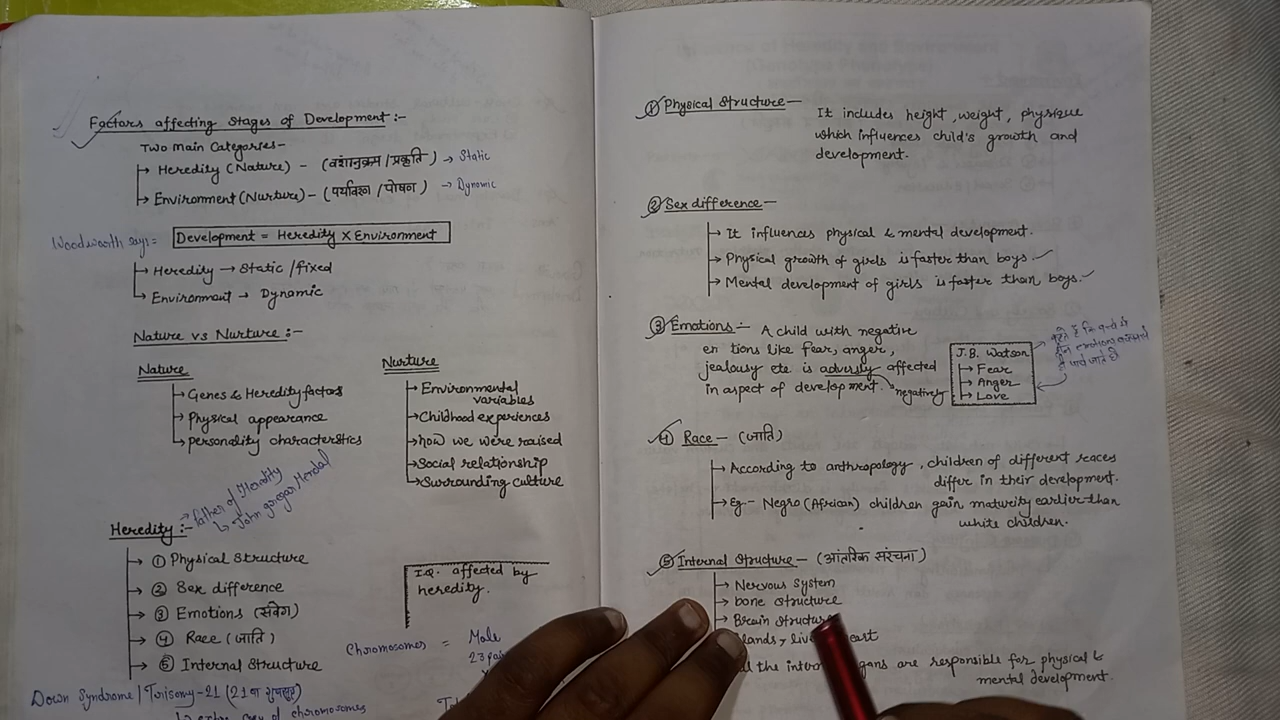 Factors affecting Stages of Development :-
Two Main Categories-
→ Heredity (Nature) - (वंशानुक्रम / प्रकृति) → Static
→ Environment (Nurture) - (पर्यावरण / पोषण) → Dynamic
Woodworth says =
Development = Heredity X Environment
→ Heredity → Static / fixed
→ Environment → Dynamic
Nature vs Nurture :-
Nature
→ Genes & Heredity factors
→ Physical appearance
→ personality characterstics
Nurture
→ Environmental
variables
→ Childhood experiences
→ how we were raised
→ Social relationship
→ Surrounding culture
Heredity :-
→ father of Heredity
↳ John Mendal
→ ① Physical Structure
→ ② Sex difference
→ ③ Emotions (संवेग)
→ ④ Race (जाति)
→ ⑤ Internal Structure
I.Q. affected by
heredity.
Chromosomes = Male
23
Down Syndrome / Trisomy-21
extra copy of chromosomes
① Physical Structure —
It includes height, weight, physique
which influences child's growth and
development.
② Sex difference —
→ It influences physical & mental development.
→ Physical growth of girls is faster than boys.
→ Mental development of girls is faster than boys.
③ Emotions :- A child with negative
tions like fear, anger,
jealousy etc is adversly affected
in aspect of development. negatively
J.B. Watson
→ Fear
→ Anger
→ Love
④ Race — (जाति)
→ According to anthropology, children of different races
differ in their development.
→ Eg- Negro (African) children gain maturity earlier than
white children.
⑤ Internal Structure — (आंतरिक संरचना)
→ Nervous System
→ bone structure
→ Brain Structure
the organs are responsible for physical &
mental development.